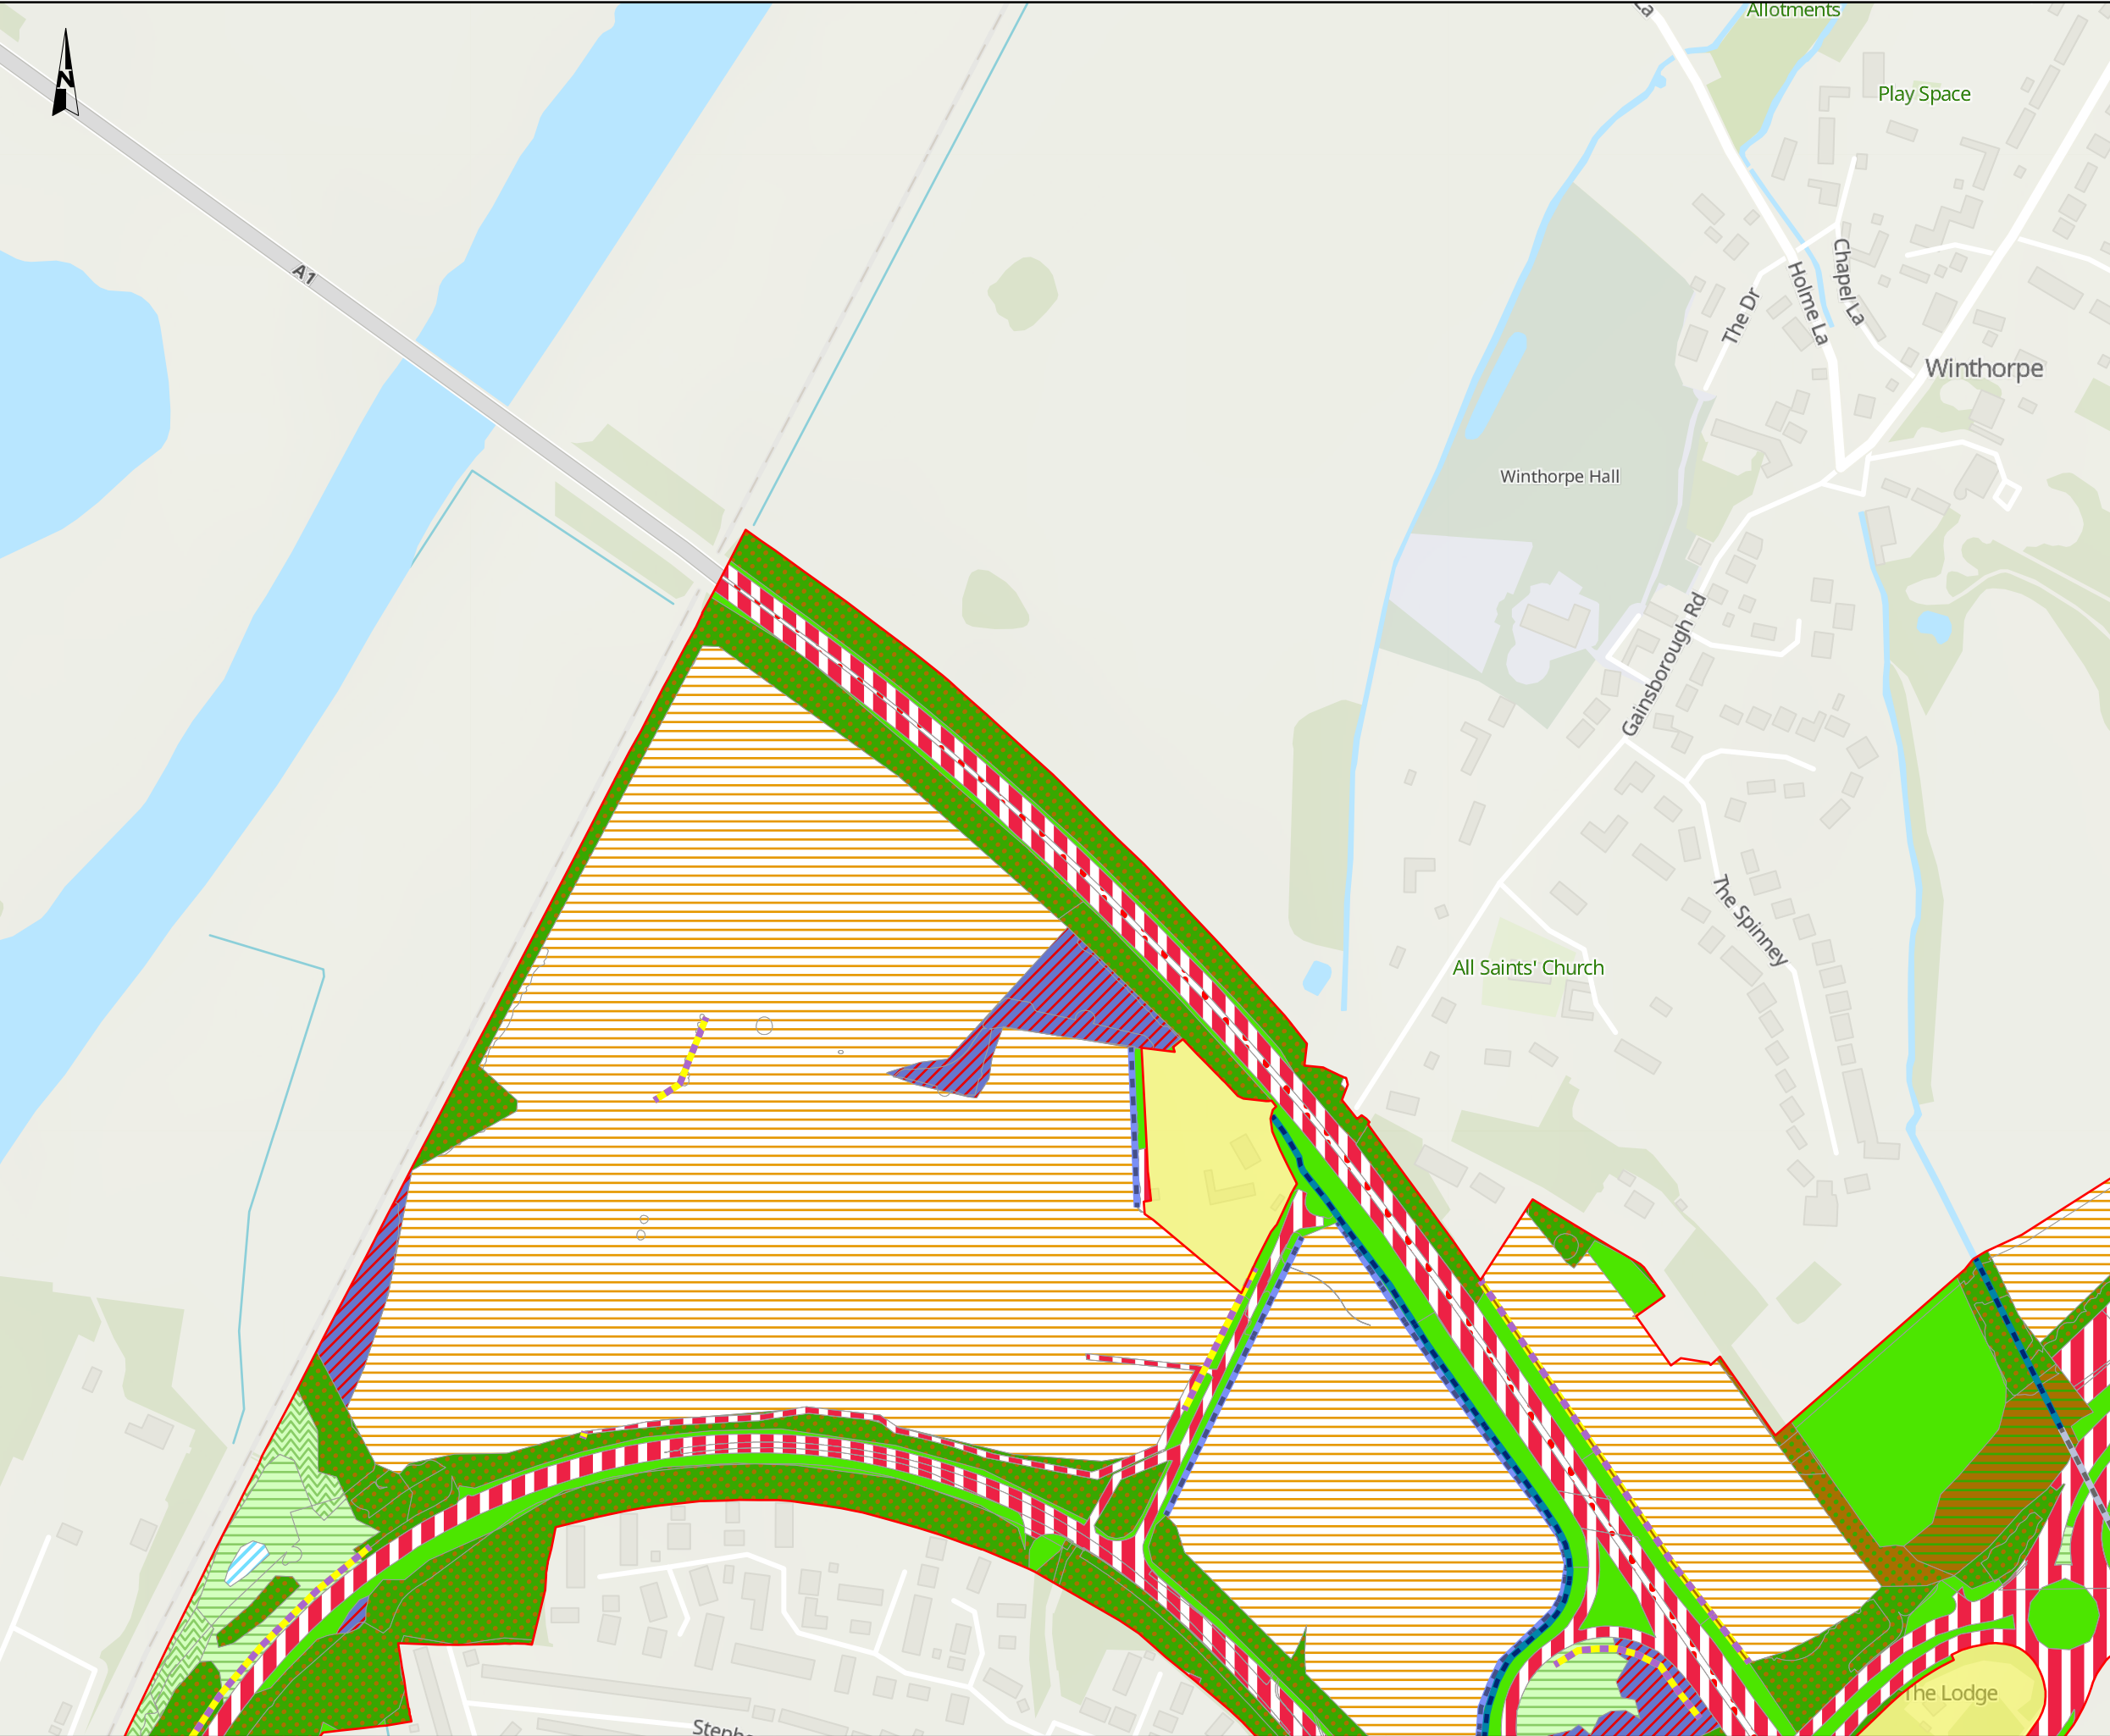 La
Allotments
N
Play Space
A1
The Dr
Holme La
Chapel La
Winthorpe
Winthorpe Hall
Gainsborough Rd
The Spinney
All Saints' Church
The Lodge